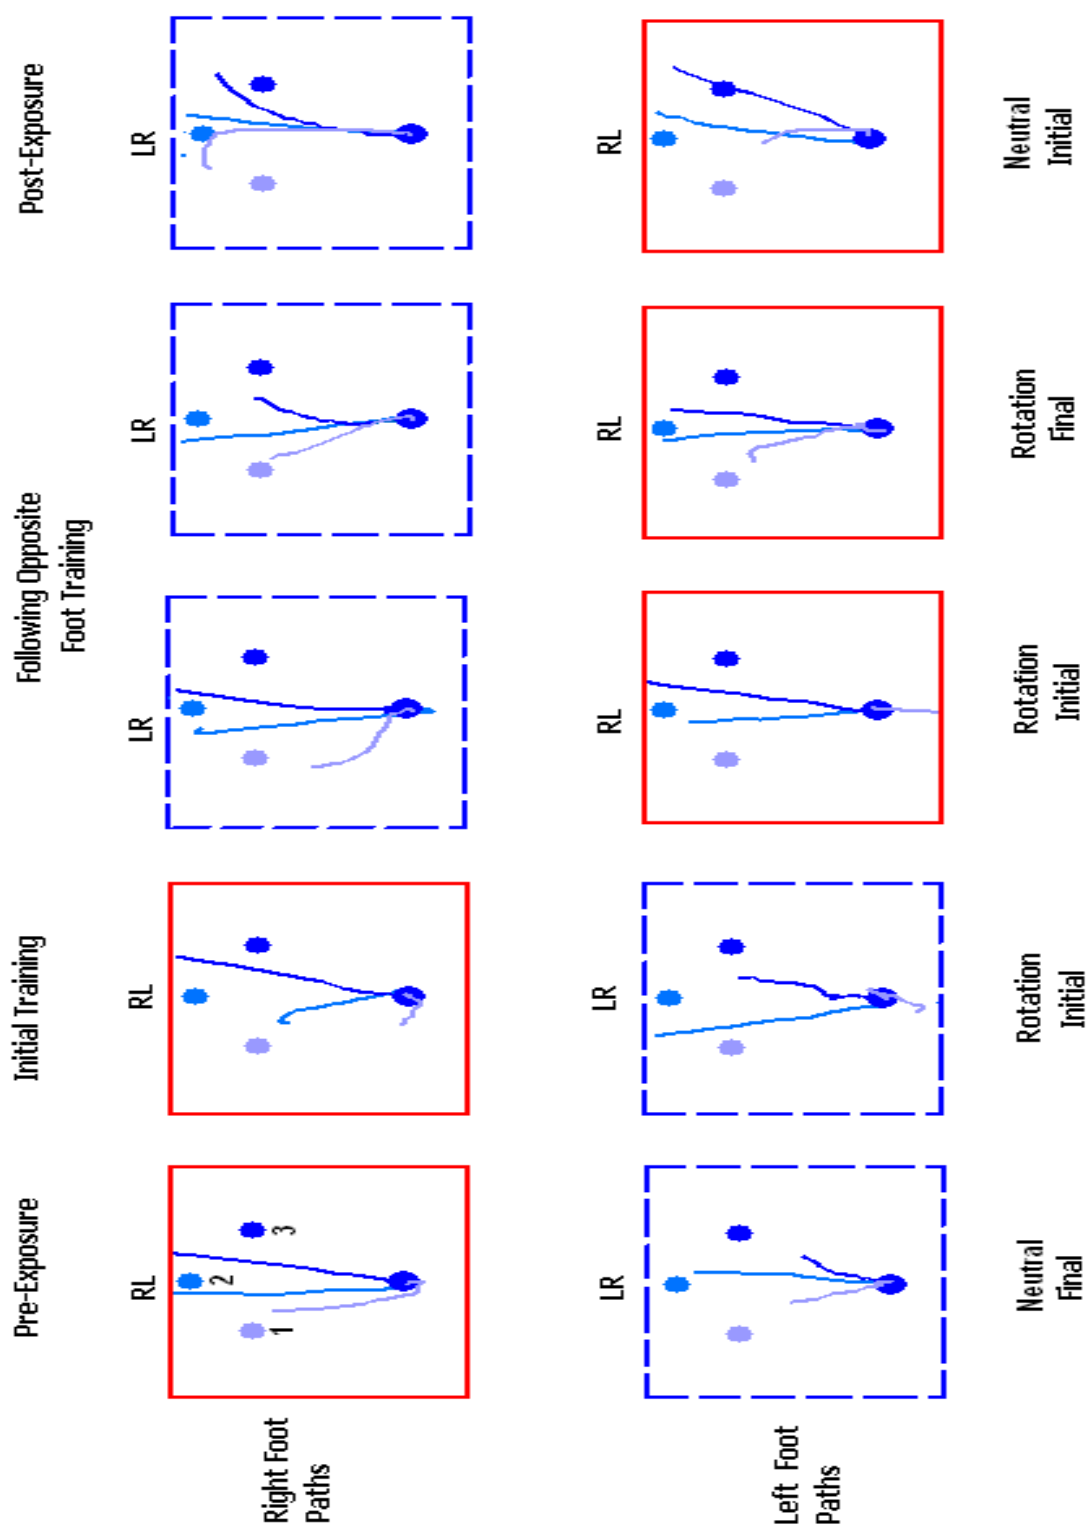 Pre-Exposure
Initial Training
Following Opposite
Foot Training
Post-Exposure
RL
RL
LR
LR
LR
Right Foot
Paths
1
2
3
LR
LR
RL
RL
RL
Left Foot
Paths
Neutral
Final
Rotation
Initial
Rotation
Initial
Rotation
Final
Neutral
Initial